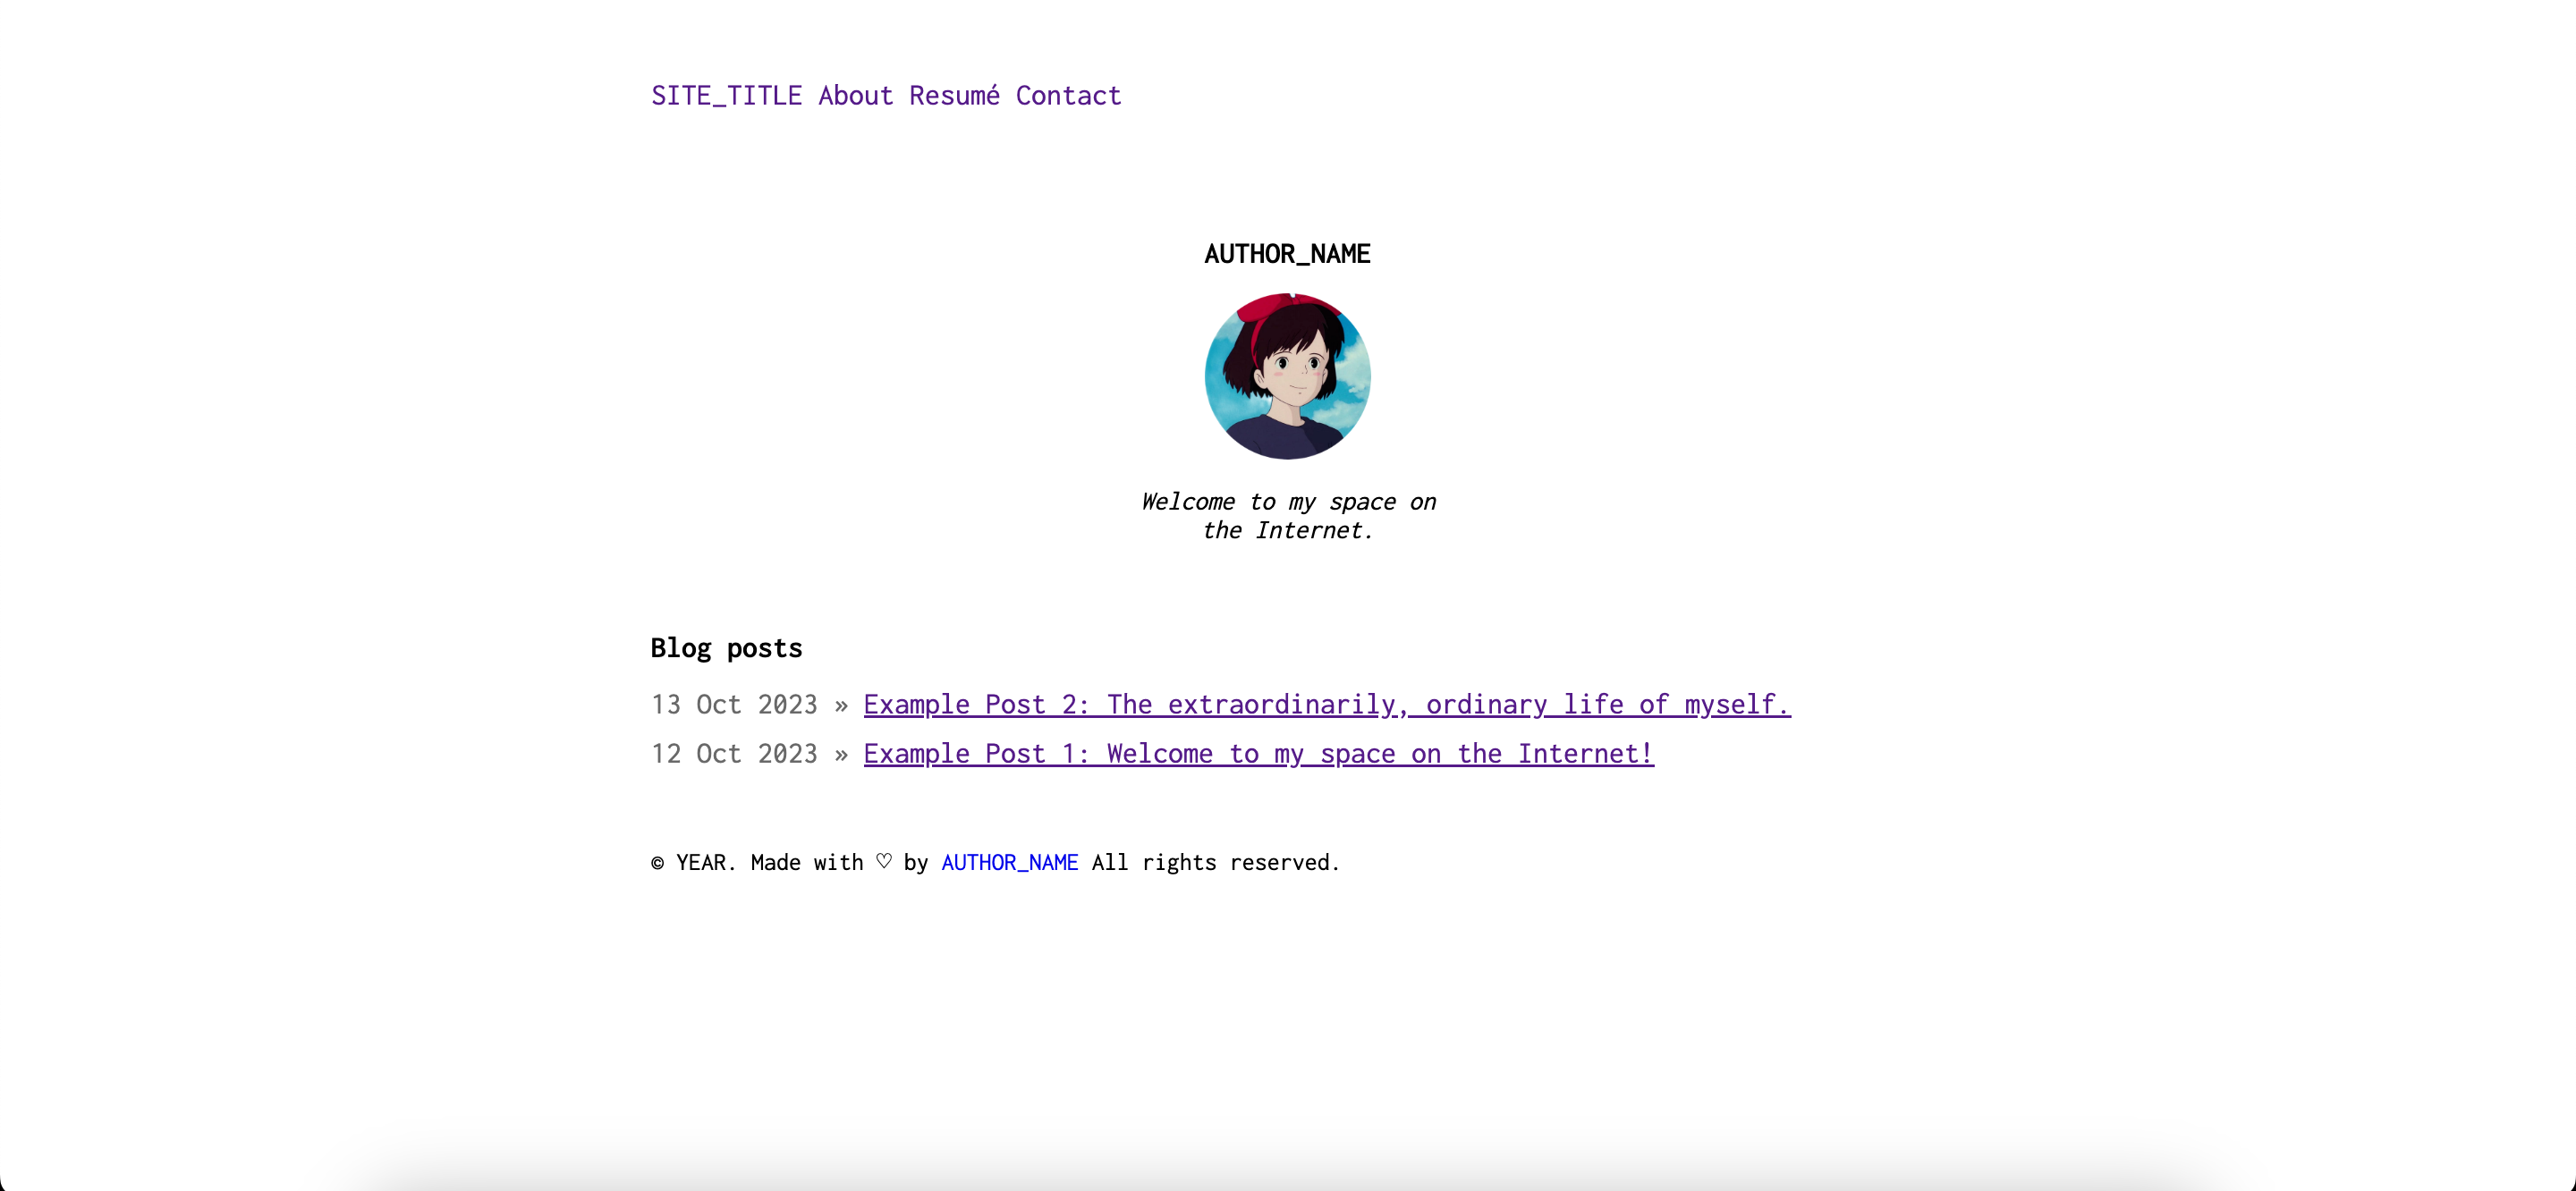 SITE_TITLE About Resumé Contact
AUTHOR_NAME
Welcome to my space on
the Internet.
Blog posts
13 Oct 2023 » Example Post 2: The extraordinarily, ordinary life of myself.
12 Oct 2023 » Example Post 1: Welcome to my space on the Internet!
© YEAR. Made with ♡ by AUTHOR_NAME All rights reserved.